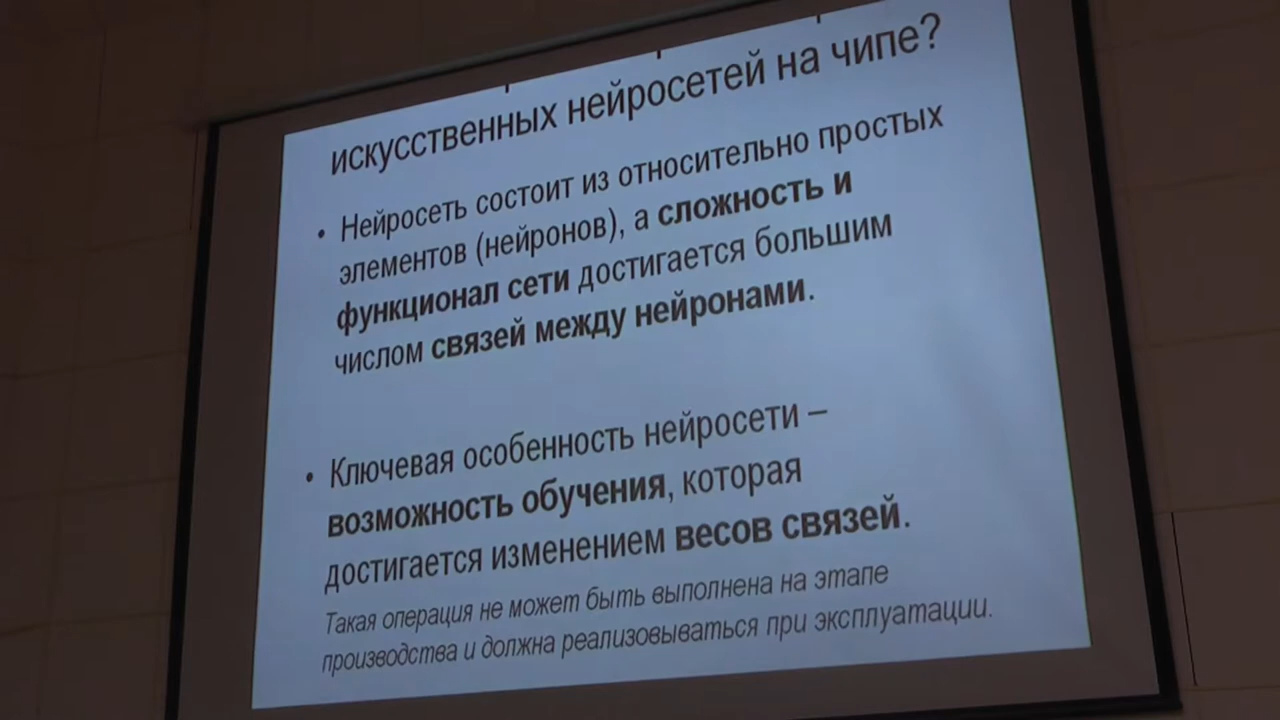 искусственных нейросетей на чипе?
• Нейросеть состоит из относительно простых
элементов (нейронов), а сложность и
функционал сети достигается большим
числом связей между нейронами.
• Ключевая особенность нейросети –
возможность обучения, которая
достигается изменением весов связей.
Такая операция не может быть выполнена на этапе
производства и должна реализовываться при эксплуатации.